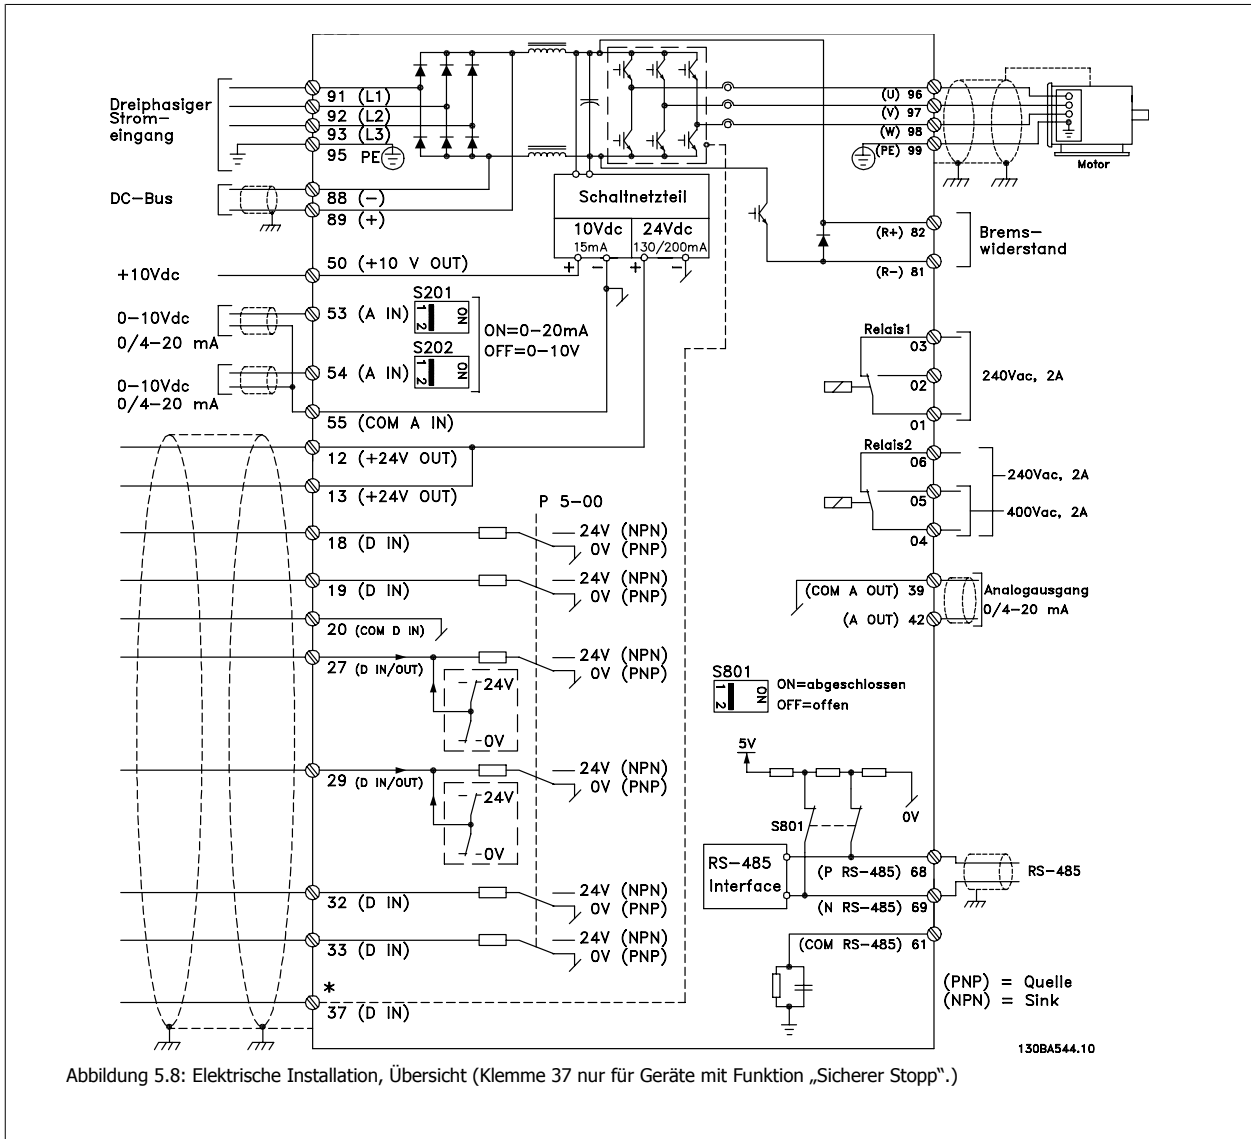 Dreiphasiger
Strom-
eingang
91 (L1)
92 (L2)
93 (L3)
95 PE
DC-Bus
88 (-)
89 (+)
+10Vdc
50 (+10 V OUT)
0-10Vdc
0/4-20 mA
53 (A IN)
S201
1 2
ON
ON=0-20mA
OFF=0-10V
0-10Vdc
0/4-20 mA
54 (A IN)
S202
1 2
ON
55 (COM A IN)
12 (+24V OUT)
13 (+24V OUT)
P 5-00
18 (D IN)
24V (NPN)
0V (PNP)
19 (D IN)
24V (NPN)
0V (PNP)
20 (COM D IN)
27 (D IN/OUT)
24V (NPN)
0V (PNP)
24V
0V
29 (D IN/OUT)
24V (NPN)
0V (PNP)
24V
0V
32 (D IN)
24V (NPN)
0V (PNP)
33 (D IN)
24V (NPN)
0V (PNP)
*
37 (D IN)
Schaltnetzteil
10Vdc
15mA
24Vdc
130/200mA
+ - + -
(U) 96
(V) 97
(W) 98
(PE) 99
Motor
(R+) 82
(R-) 81
Brems-
widerstand
Relais1
03
02
01
240Vac, 2A
Relais2
06
05
04
240Vac, 2A
400Vac, 2A
(COM A OUT) 39
(A OUT) 42
Analogausgang
0/4-20 mA
S801
1 2
ON
ON=abgeschlossen
OFF=offen
5V
0V
S801
RS-485
Interface
(P RS-485) 68
(N RS-485) 69
RS-485
(COM RS-485) 61
(PNP) = Quelle
(NPN) = Sink
130BA544.10
Abbildung 5.8: Elektrische Installation, Übersicht (Klemme 37 nur für Geräte mit Funktion „Sicherer Stopp“.)